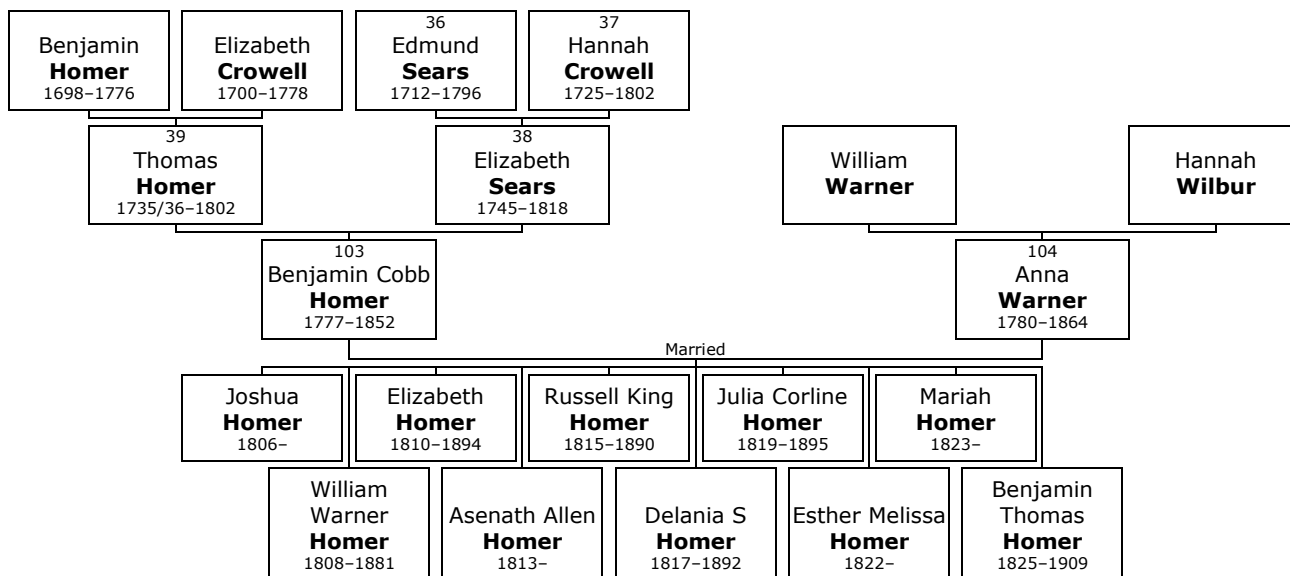 Benjamin
Homer
1698–1776
Elizabeth
Crowell
1700–1778
36
Edmund
Sears
1712–1796
37
Hannah
Crowell
1725–1802
39
Thomas
Homer
1735/36–1802
38
Elizabeth
Sears
1745–1818
William
Warner
Hannah
Wilbur
103
Benjamin Cobb
Homer
1777–1852
104
Anna
Warner
1780–1864
Married
Joshua
Homer
1806–
Elizabeth
Homer
1810–1894
Russell King
Homer
1815–1890
Julia Corline
Homer
1819–1895
Mariah
Homer
1823–
William
Warner
Homer
1808–1881
Asenath Allen
Homer
1813–
Delania S
Homer
1817–1892
Esther Melissa
Homer
1822–
Benjamin
Thomas
Homer
1825–1909